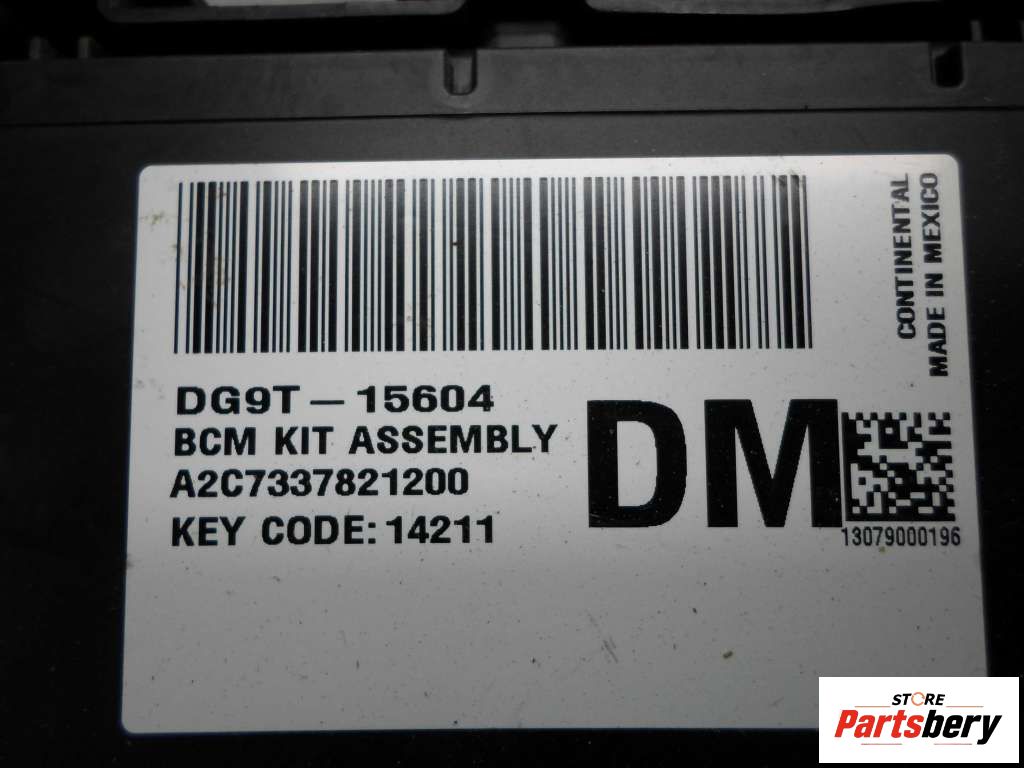 CONTINENTAL
MADE IN MEXICO
DG9T – 15604
BCM KIT ASSEMBLY
A2C7337821200
KEY CODE: 14211
DM
13079000196
STORE
Partsbery